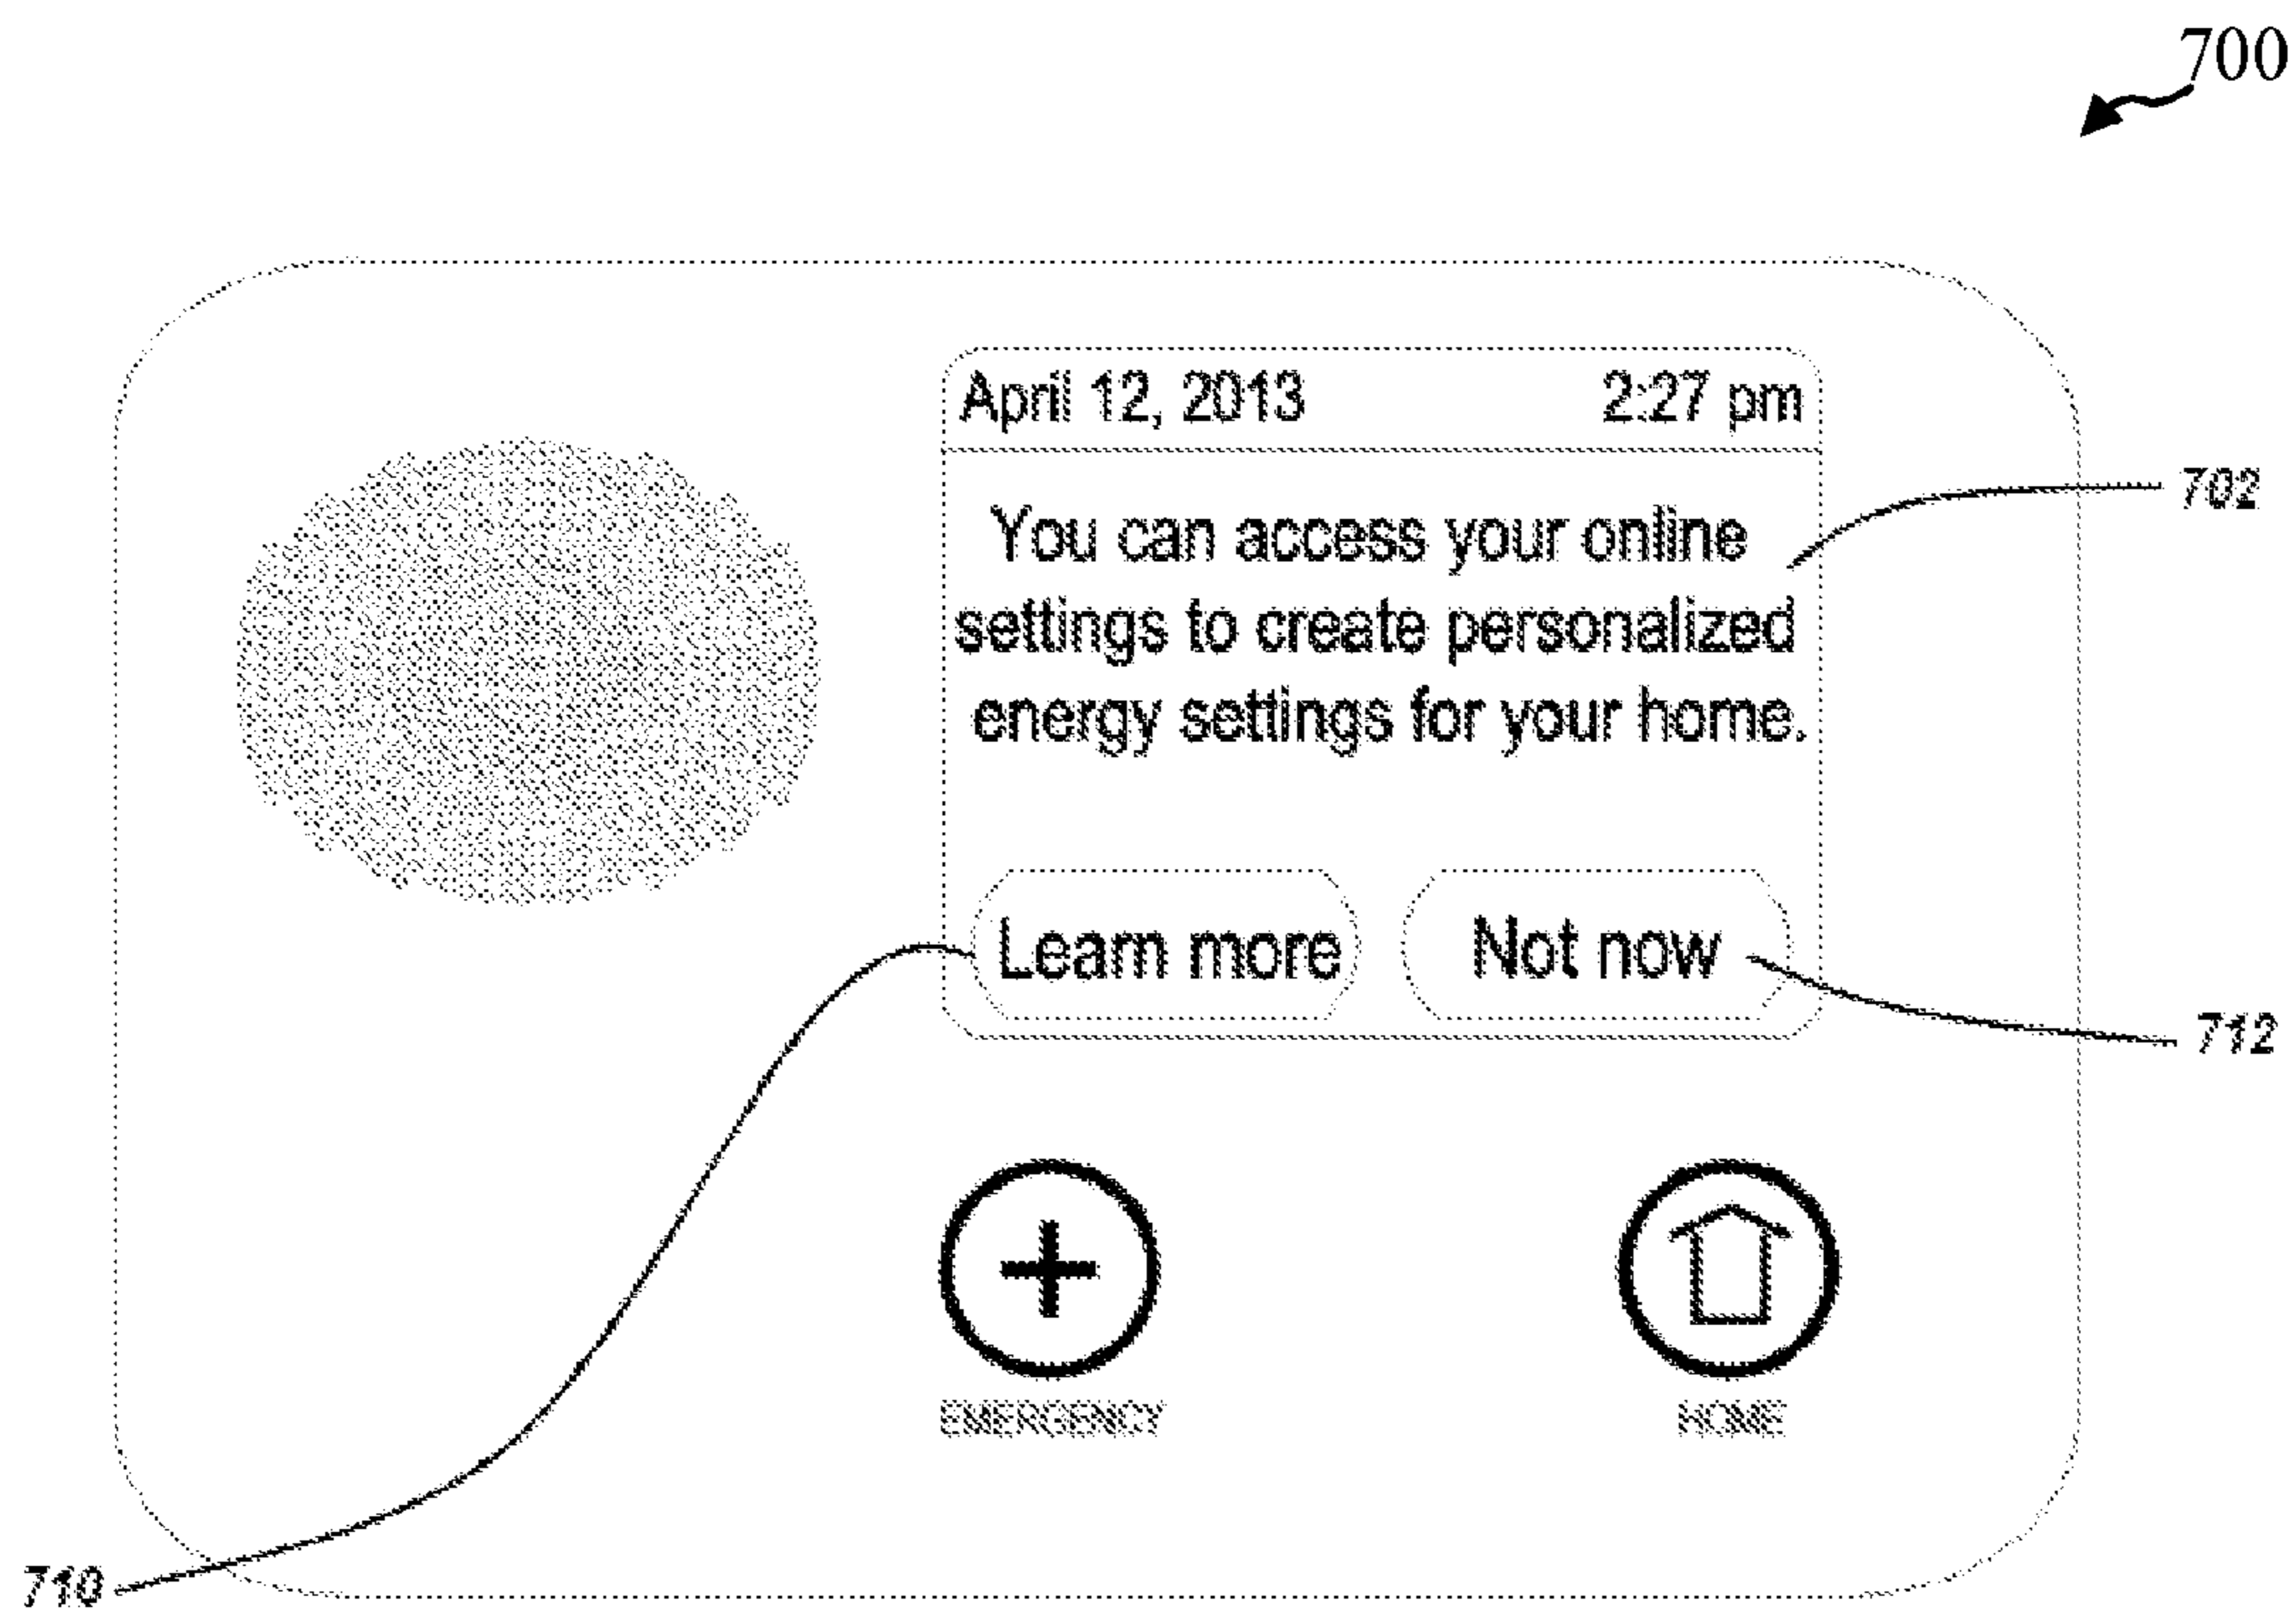 700
April 12, 2013 2:27 pm
702
You can access your online
settings to create personalized
energy settings for your home.
Learn more Not now
712
EMERGENCY HOME
710